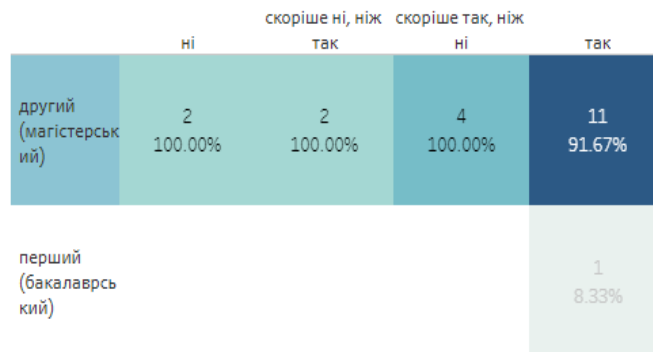 скоріше ні, ніж скоріше так, ніж
ні так ні так
другий
(магістерськ
ий)
2 2 4 11
100.00% 100.00% 100.00% 91.67%
перший
(бакалаврсь
кий)
1
8.33%